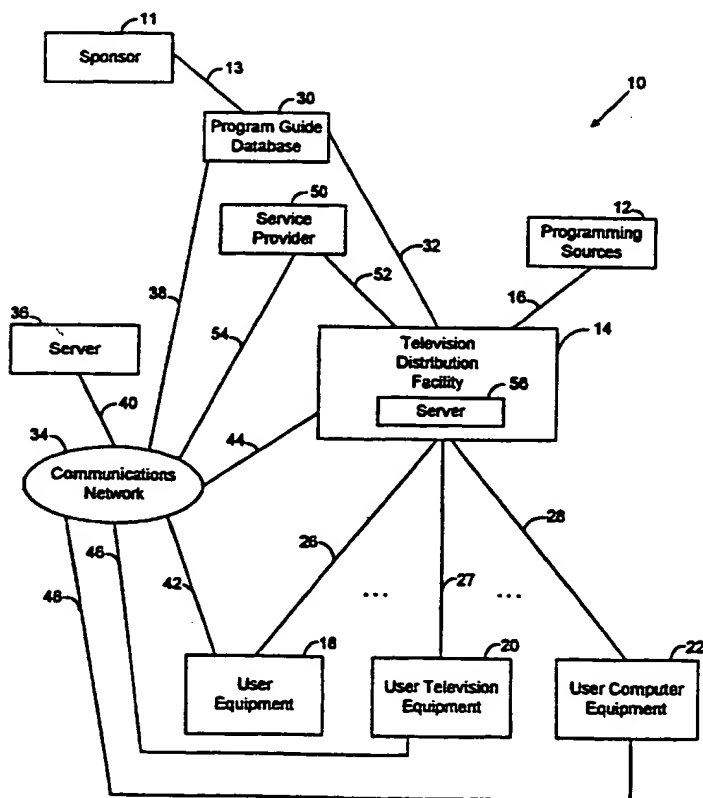 11
Sponsor
13
10
30
Program Guide
Database
50
12
Service
Provider
Programming
Sources
32
52
38
16
36
54
14
Server
Television
Distribution
Facility
56
Server
40
34
44
Communications
Network
28
26
46
42
... ...
27
48
18
20
22
User
Equipment
User Television
Equipment
User Computer
Equipment